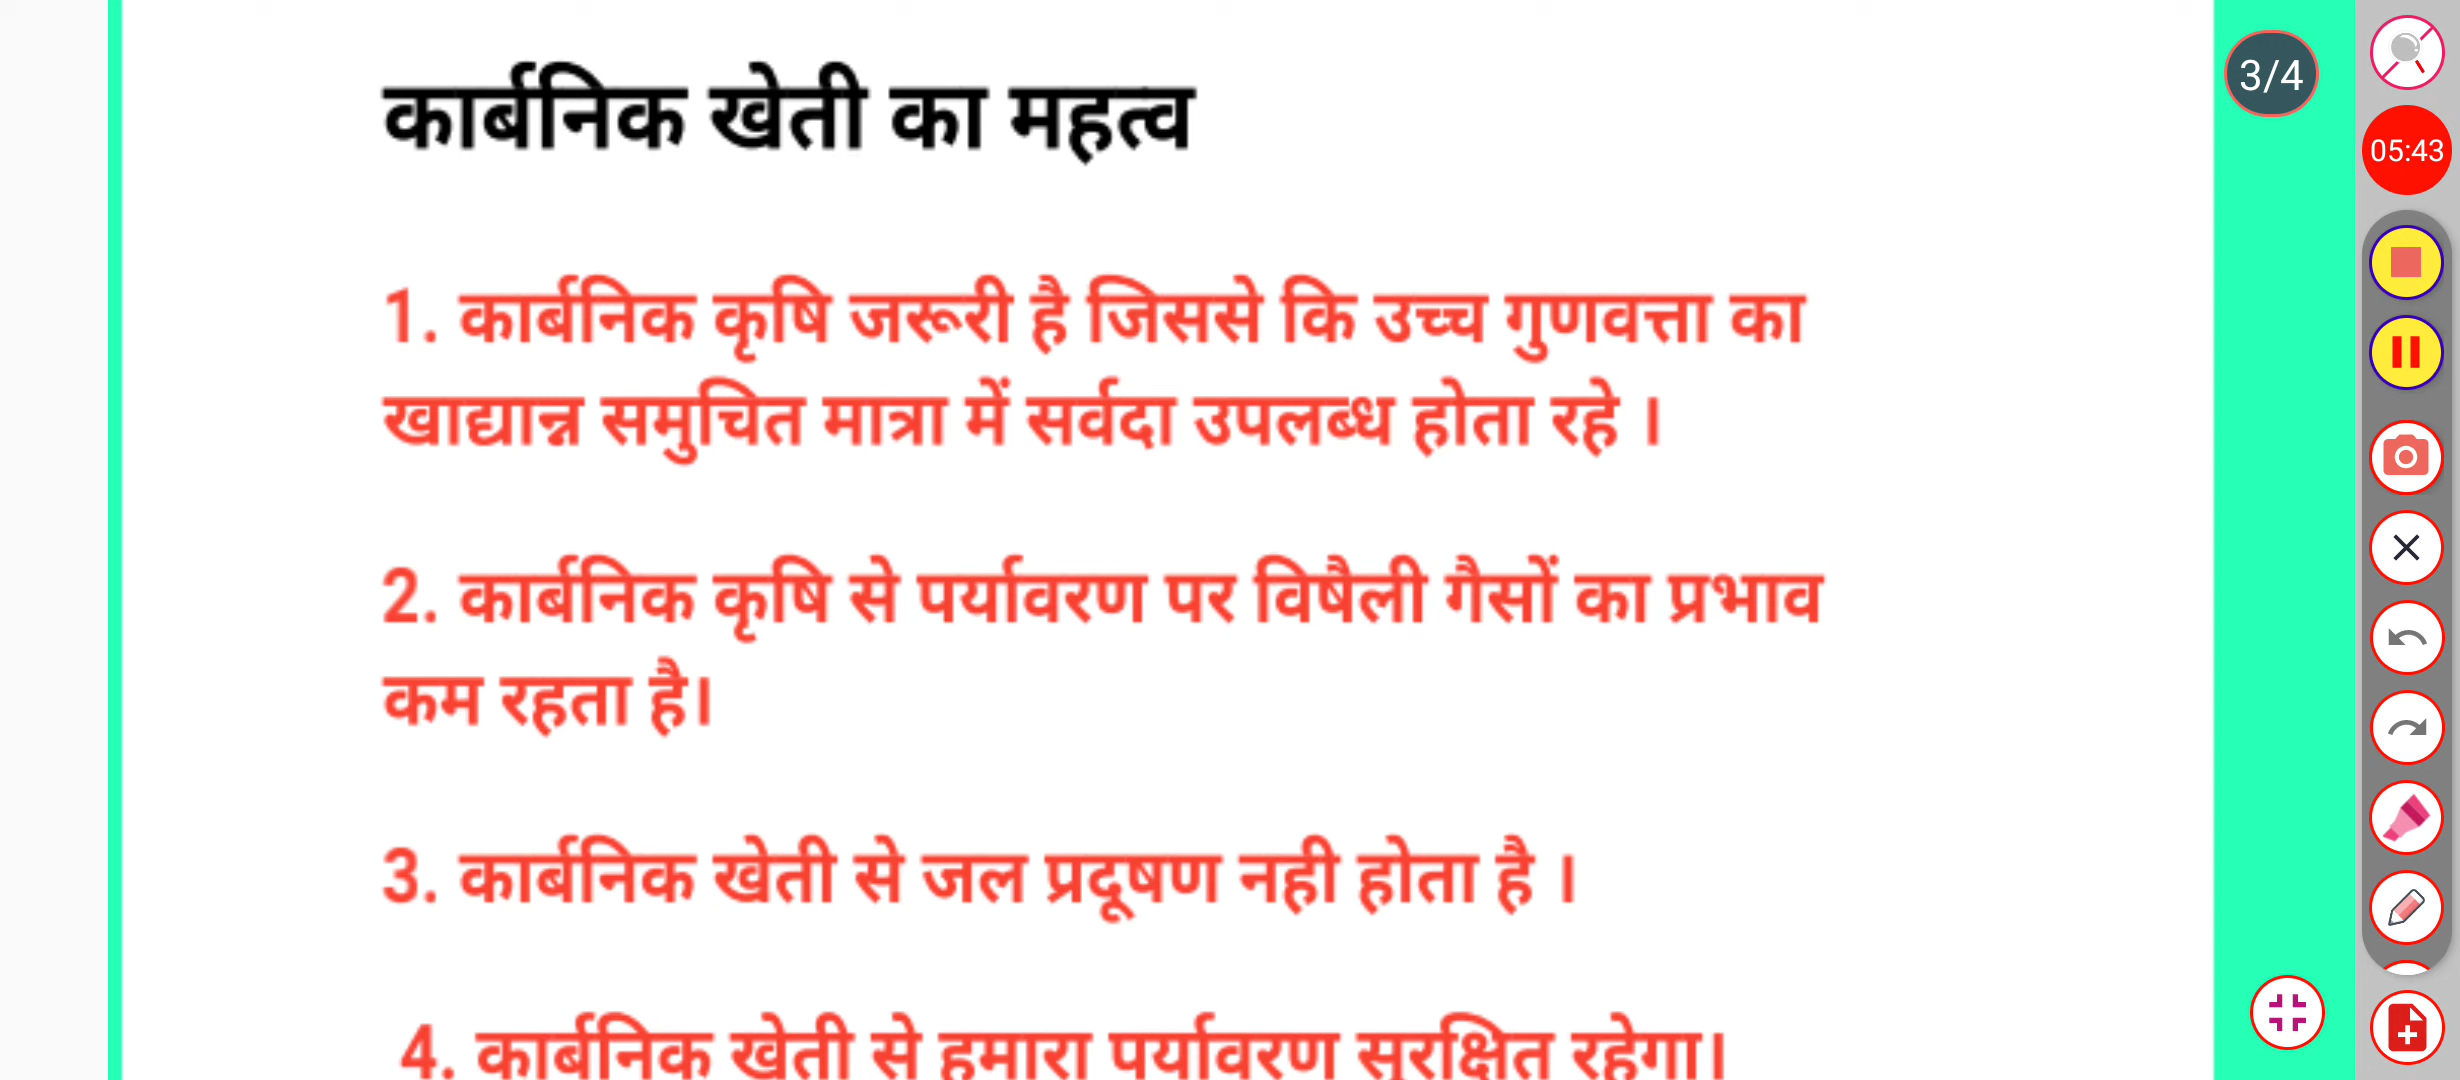 कार्बनिक खेती का महत्व
3/4
05:43
1. कार्बनिक कृषि जरूरी है जिससे कि उच्च गुणवत्ता का
खाद्यान्न समुचित मात्रा में सर्वदा उपलब्ध होता रहे ।
2. कार्बनिक कृषि से पर्यावरण पर विषैली गैसों का प्रभाव
कम रहता है।
3. कार्बनिक खेती से जल प्रदूषण नही होता है ।
4. कार्बनिक खेती से हमारा पर्यावरण सुरक्षित रहेगा।